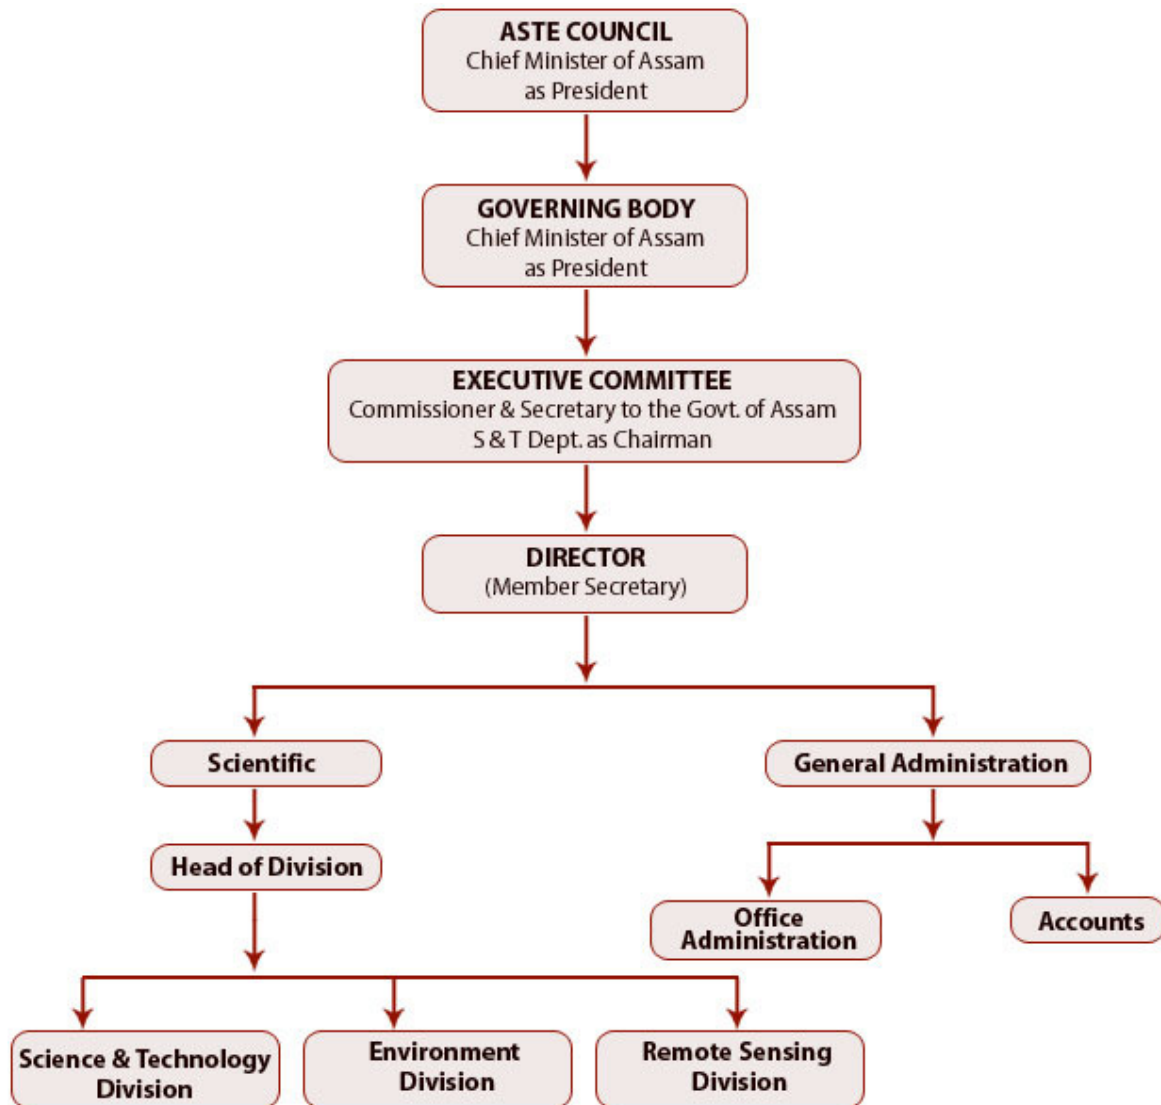 ASTE COUNCIL
Chief Minister of Assam
as President
GOVERNING BODY
Chief Minister of Assam
as President
EXECUTIVE COMMITTEE
Commissioner & Secretary to the Govt. of Assam
S & T Dept. as Chairman
DIRECTOR
(Member Secretary)
Scientific
General Administration
Head of Division
Office
Administration
Accounts
Science & Technology
Division
Environment
Division
Remote Sensing
Division